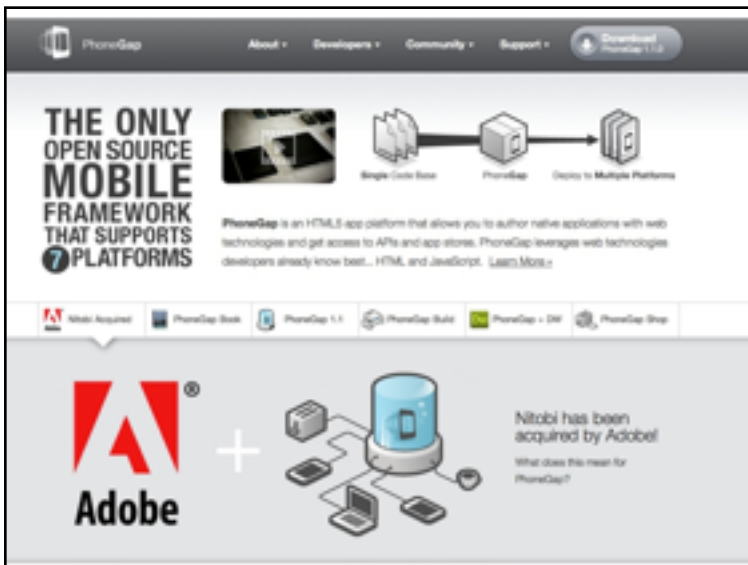 PhoneGap
About
Developers
Community
Support
Download
PhoneGap 1.1.0
THE ONLY
OPEN SOURCE
MOBILE
FRAMEWORK
THAT SUPPORTS
7 PLATFORMS
Single Code Base
PhoneGap
Deploy to Multiple Platforms
PhoneGap is an HTML5 app platform that allows you to author native applications with web
technologies and get access to APIs and app stores. PhoneGap leverages web technologies
developers already know best... HTML and JavaScript. Learn More »
Nitobi Acquired
Adobe
PhoneGap Book
PhoneGap 1.1
PhoneGap Build
PhoneGap + DW
PhoneGap Shop
Adobe
®
+
Nitobi has been
acquired by Adobe!
What does this mean for
PhoneGap?